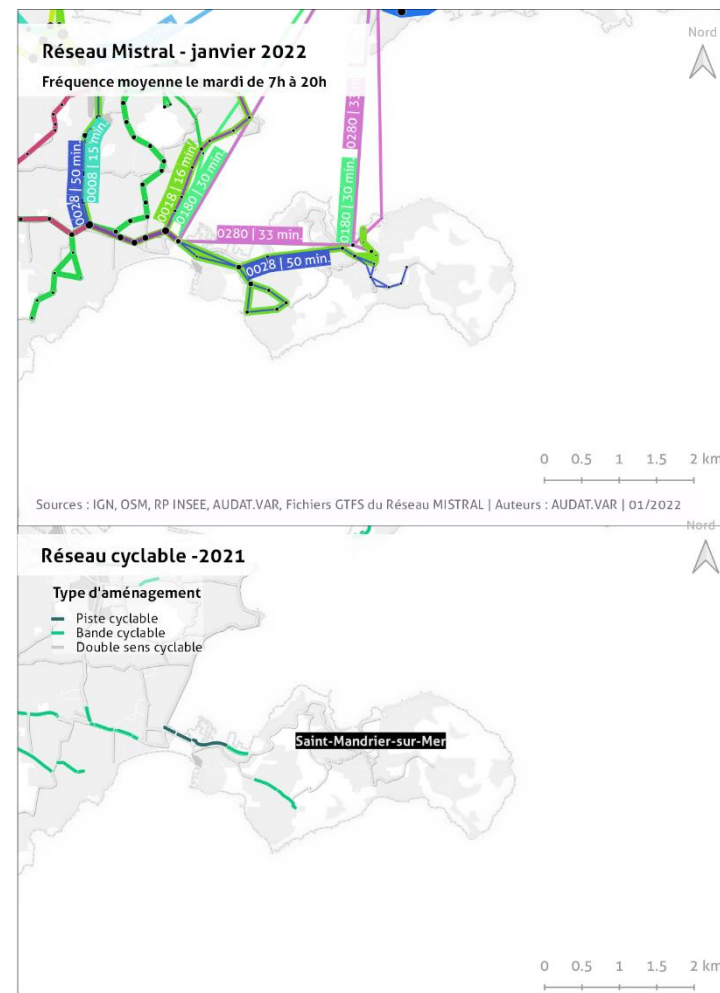 Réseau Mistral - janvier 2022
Fréquence moyenne le mardi de 7h à 20h
Nord
0028 | 50 min.
0008 | 15 min.
0018 | 16 min.
0180 | 30 min.
0280 | 33
0180 | 30 min.
0280 | 33 min.
0028 | 50 min.
0 0.5 1 1.5 2 km
Sources : IGN, OSM, RP INSEE, AUDAT.VAR, Fichiers GTFS du Réseau MISTRAL | Auteurs : AUDAT.VAR | 01/2022
Nord
Réseau cyclable -2021
Type d'aménagement
Piste cyclable
Bande cyclable
Double sens cyclable
Saint-Mandrier-sur-Mer
0 0.5 1 1.5 2 km